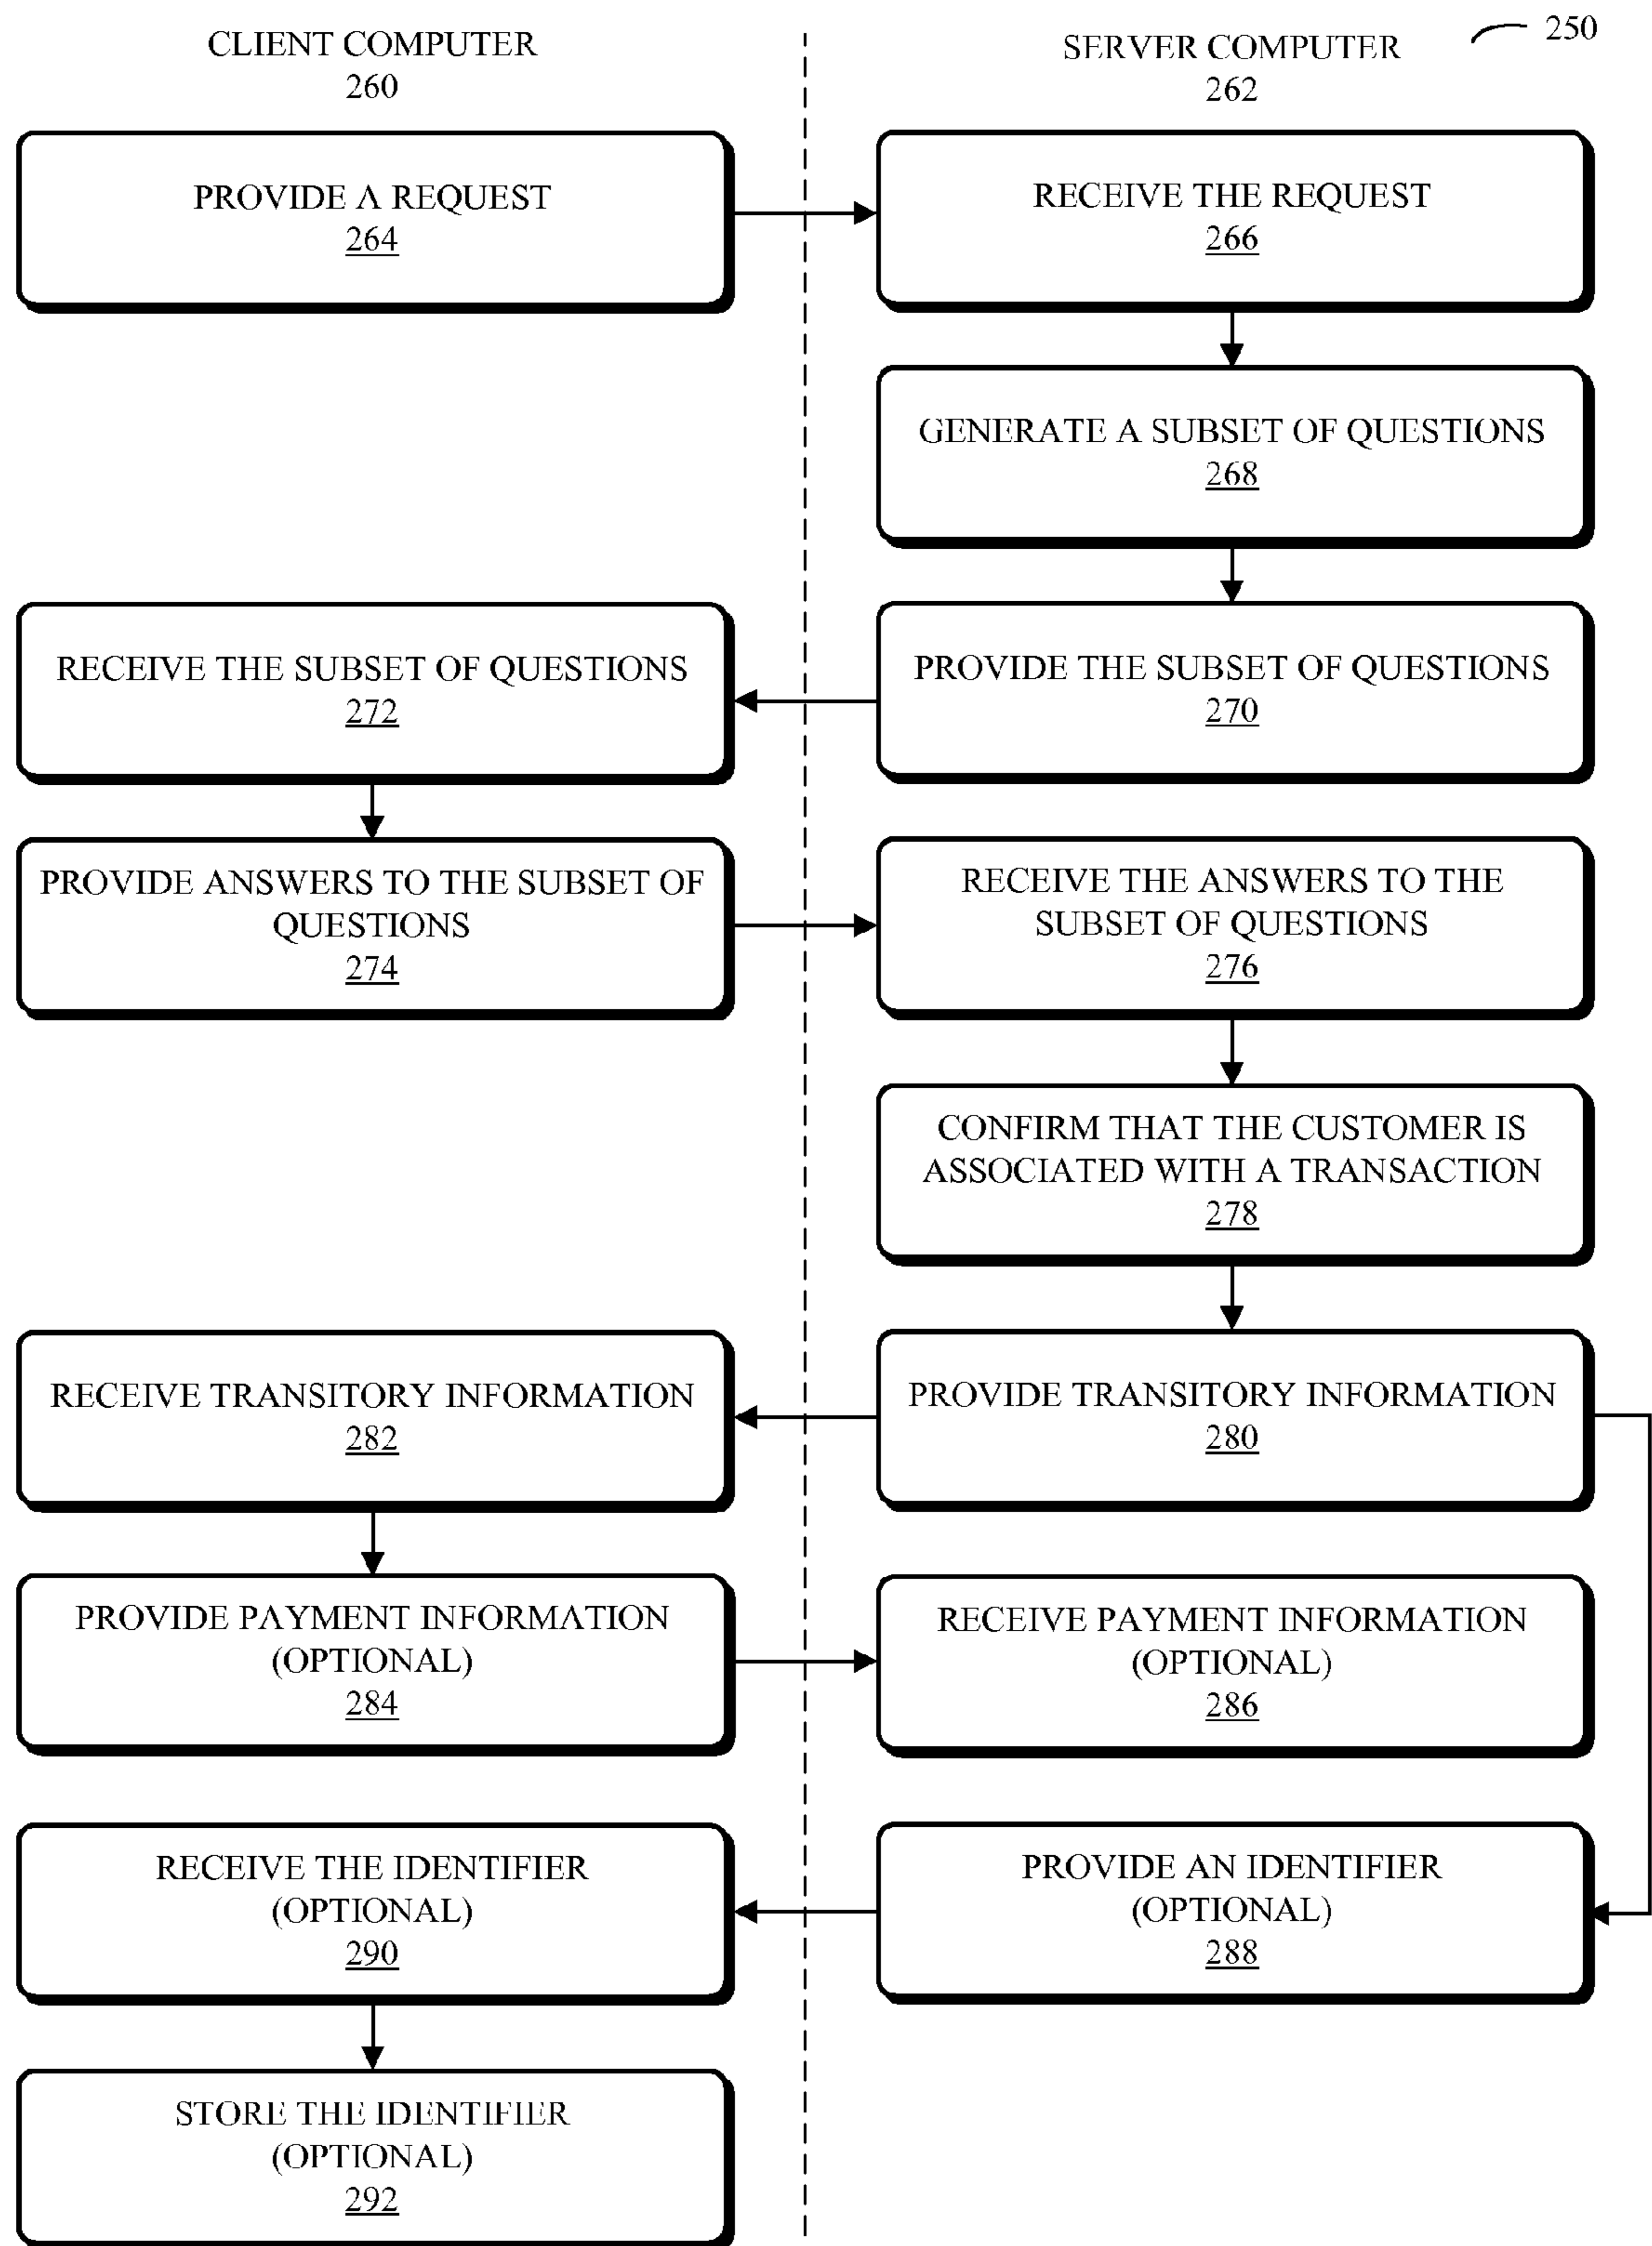 CLIENT COMPUTER
260
SERVER COMPUTER
262
250
PROVIDE A REQUEST
264
RECEIVE THE REQUEST
266
GENERATE A SUBSET OF QUESTIONS
268
RECEIVE THE SUBSET OF QUESTIONS
272
PROVIDE THE SUBSET OF QUESTIONS
270
PROVIDE ANSWERS TO THE SUBSET OF
QUESTIONS
274
RECEIVE THE ANSWERS TO THE
SUBSET OF QUESTIONS
276
CONFIRM THAT THE CUSTOMER IS
ASSOCIATED WITH A TRANSACTION
278
RECEIVE TRANSITORY INFORMATION
282
PROVIDE TRANSITORY INFORMATION
280
PROVIDE PAYMENT INFORMATION
(OPTIONAL)
284
RECEIVE PAYMENT INFORMATION
(OPTIONAL)
286
RECEIVE THE IDENTIFIER
(OPTIONAL)
290
PROVIDE AN IDENTIFIER
(OPTIONAL)
288
STORE THE IDENTIFIER
(OPTIONAL)
292